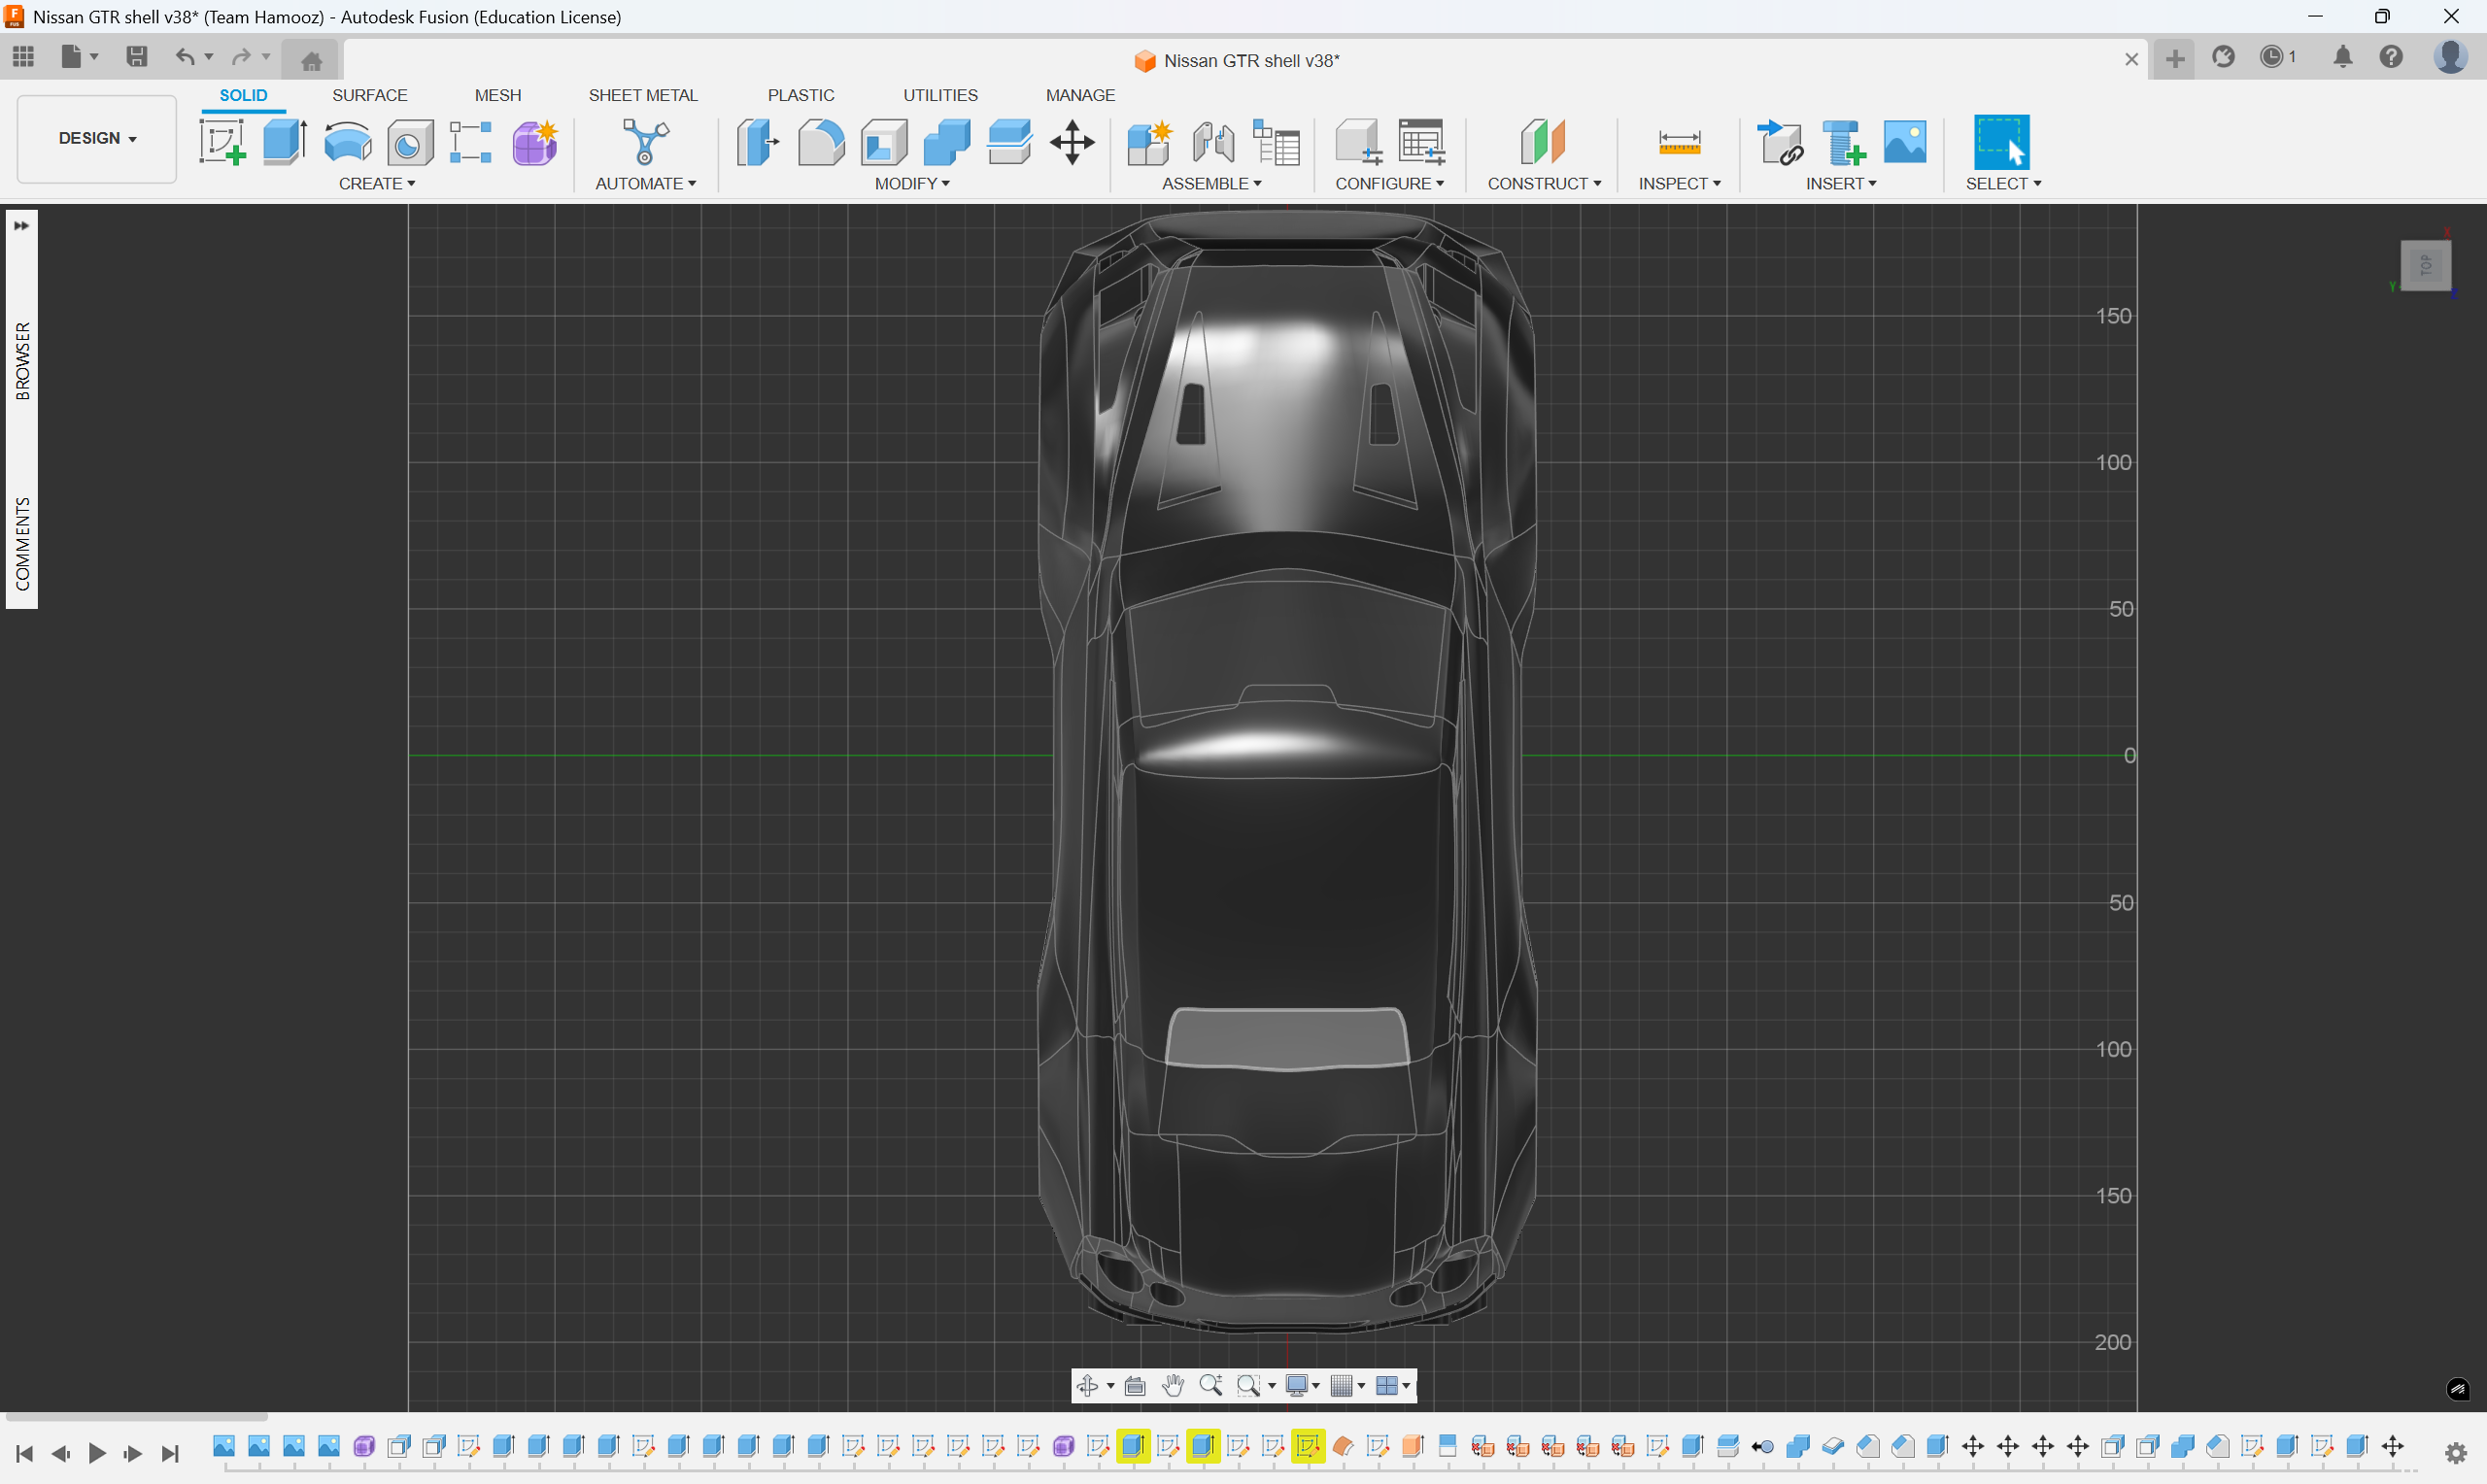 Nissan GTR shell v38* (Team Hamooz) - Autodesk Fusion (Education License)
Nissan GTR shell v38*
1
SOLID SURFACE MESH SHEET METAL PLASTIC UTILITIES MANAGE
DESIGN
CREATE AUTOMATE MODIFY ASSEMBLE CONFIGURE CONSTRUCT INSPECT INSERT SELECT
BROWSER
COMMENTS
X
TOP
Y
Z
150
100
50
0
50
100
150
200